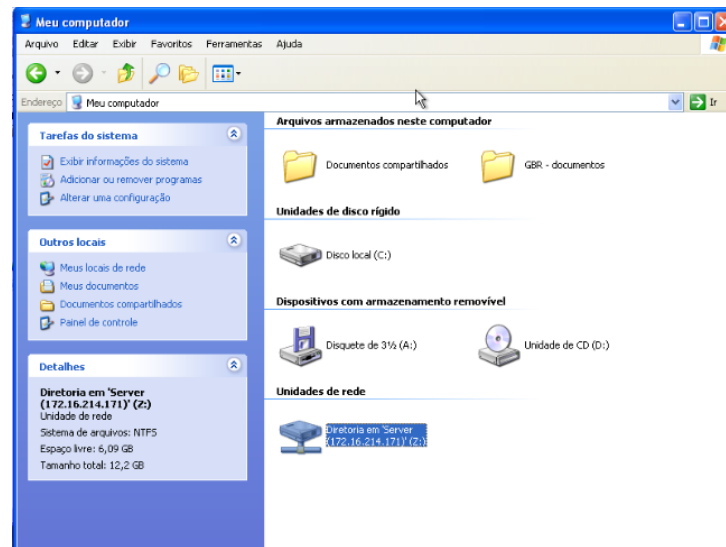 Meu computador
Arquivo Editar Exibir Favoritos Ferramentas Ajuda
Endereço Meu computador Ir
Tarefas do sistema
Exibir informações do sistema
Adicionar ou remover programas
Alterar uma configuração
Outros locais
Meus locais de rede
Meus documentos
Documentos compartilhados
Painel de controle
Detalhes
Diretoria em 'Server
(172.16.214.171)' (Z:)
Unidade de rede
Sistema de arquivos: NTFS
Espaço livre: 6,09 GB
Tamanho total: 12,2 GB
Arquivos armazenados neste computador
Documentos compartilhados
GBR - documentos
Unidades de disco rígido
Disco local (C:)
Dispositivos com armazenamento removível
Disquete de 3½ (A:)
Unidade de CD (D:)
Unidades de rede
Diretoria em 'Server
(172.16.214.171)' (Z:)